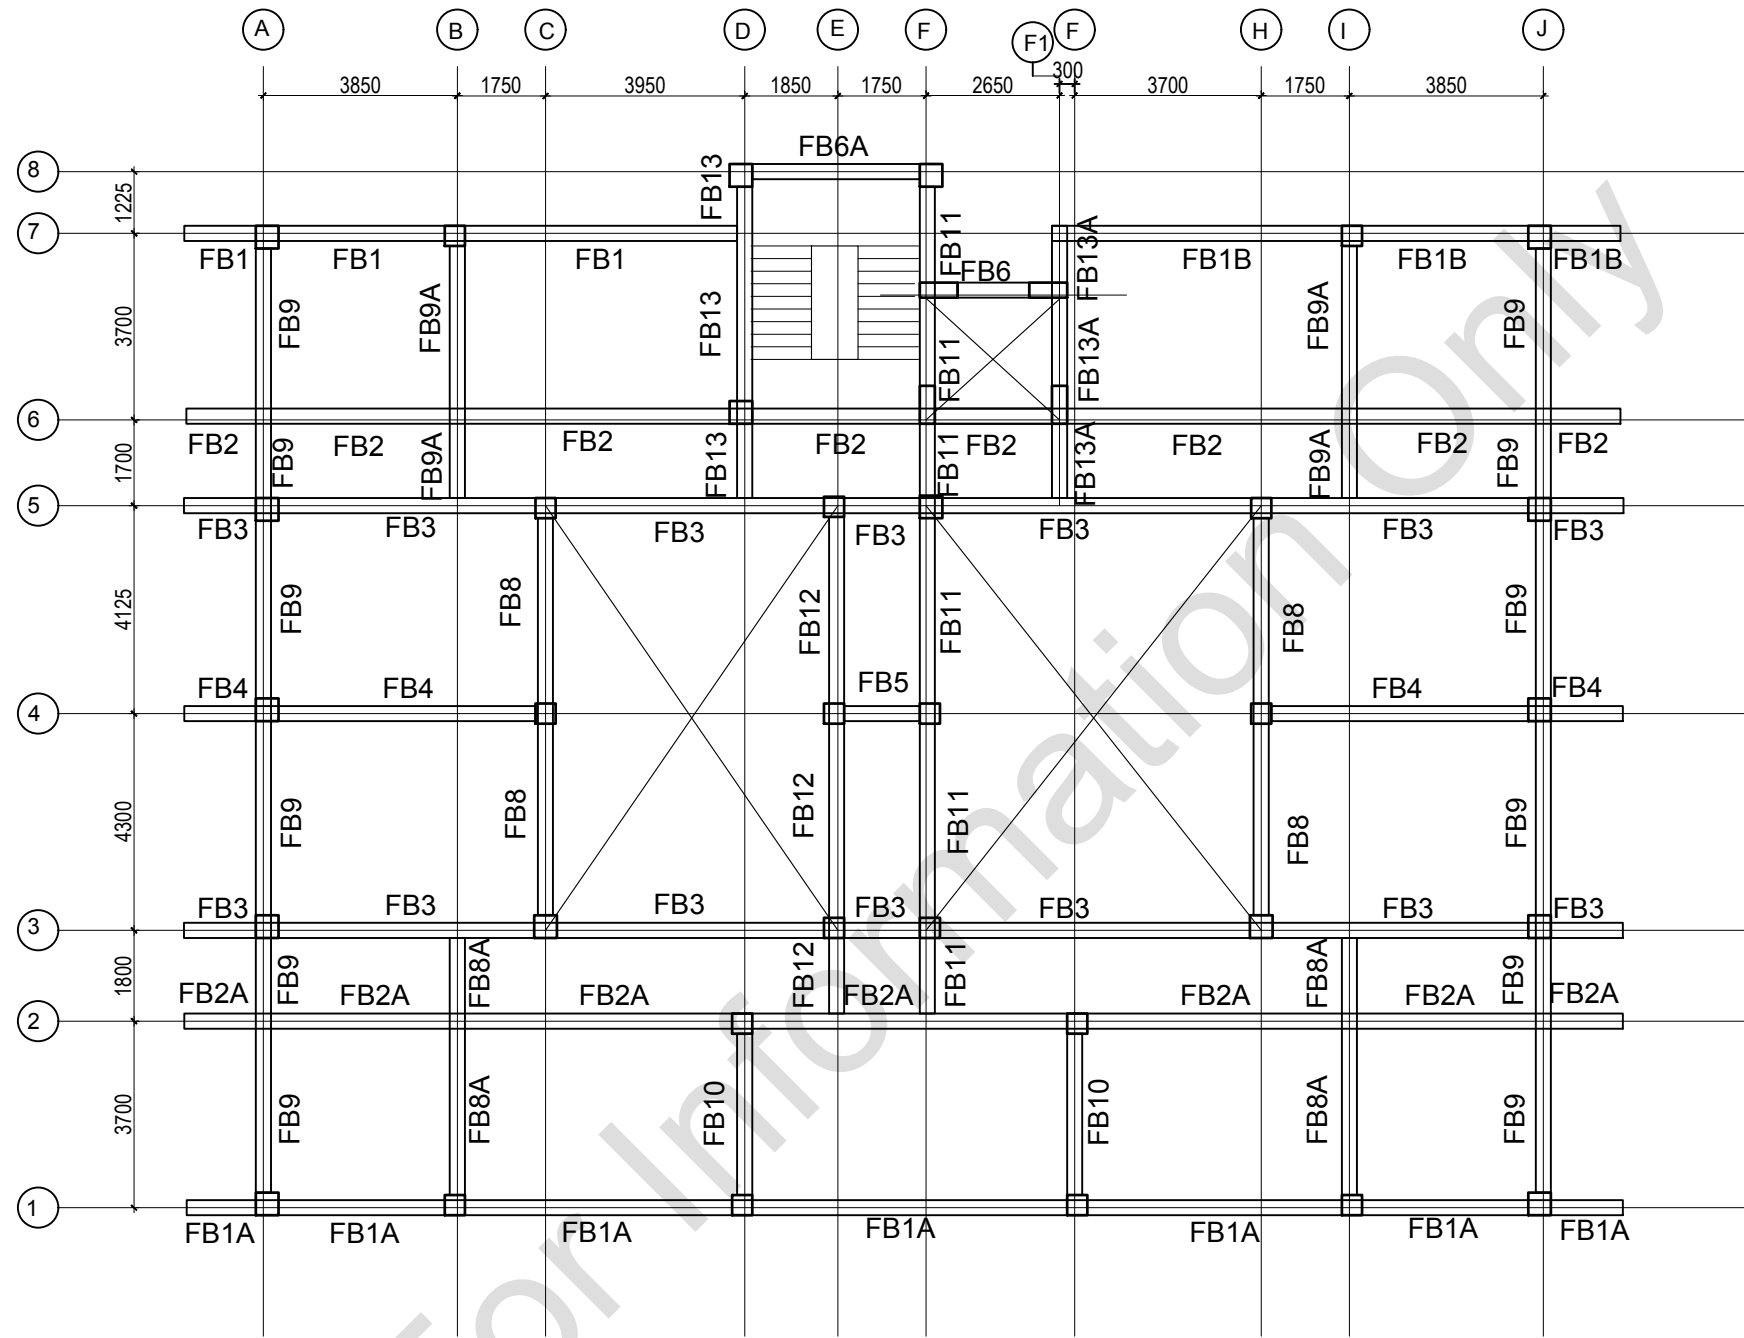 A B C D E F F1 F H I J
3850 1750 3950 1850 1750 2650 300 3700 1750 3850
8
FB6A
FB13
1225
7
FB1 FB1 FB1 FB11 FB13A FB1B FB1B FB1B
FB6
3700
FB9 FB9A FB13 FB11 FB13A FB9A FB9
6
FB2 FB2 FB2 FB2 FB2 FB2 FB2 FB2
1700
FB9 FB9A FB13 FB11 FB13A FB9A FB9
5
FB3 FB3 FB3 FB3 FB3 FB3 FB3
4125
FB9 FB8 FB12 FB11 FB8 FB9
FB4 FB4 FB5 FB4 FB4
4
4300
FB9 FB8 FB12 FB11 FB8 FB9
FB3 FB3 FB3 FB3 FB3 FB3 FB3
3
1800
FB9 FB8A FB12 FB11 FB8A FB9
FB2A FB2A FB2A FB2A FB2A FB2A FB2A
2
3700
FB9 FB8A FB10 FB10 FB8A FB9
1
FB1A FB1A FB1A FB1A FB1A FB1A FB1A
For Information Only